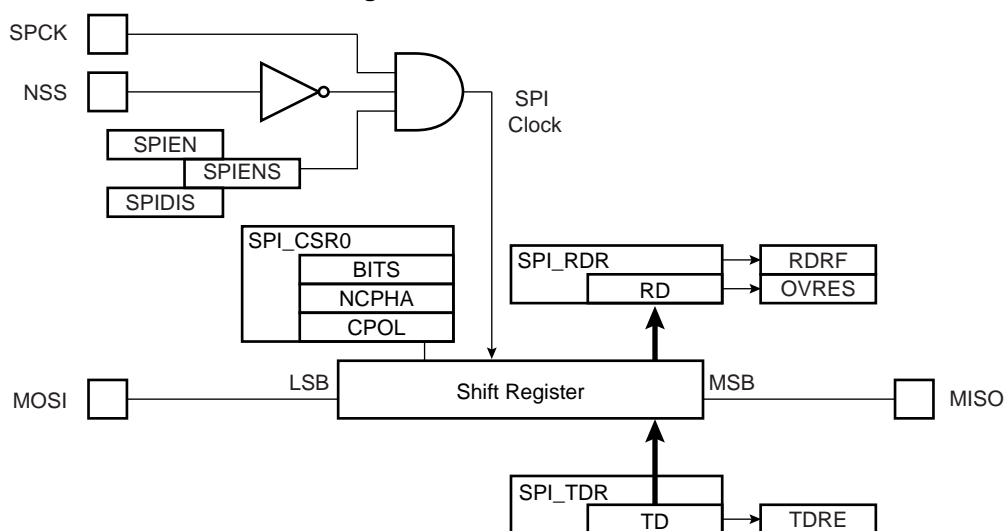 SPCK
NSS
SPI
Clock
SPIEN
SPIENS
SPIDIS
SPI_CSR0
BITS
NCPHA
CPOL
SPI_RDR
RD
RDRF
OVRES
MOSI
LSB
Shift Register
MSB
MISO
SPI_TDR
TD
TDRE